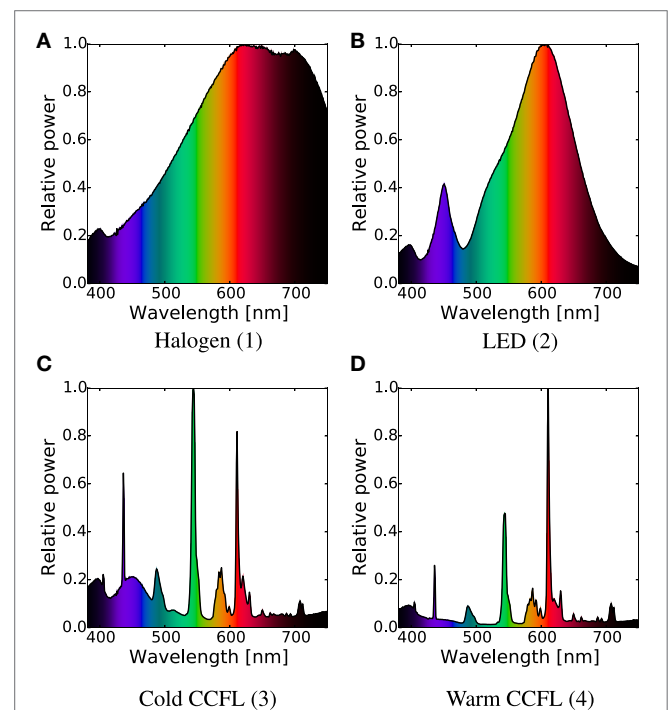 A
B
Relative power
1.0
0.8
0.6
0.4
0.2
0.0
400 500 600 700
Wavelength [nm]
Halogen (1)
Relative power
1.0
0.8
0.6
0.4
0.2
0.0
400 500 600 700
Wavelength [nm]
LED (2)
C
D
Relative power
1.0
0.8
0.6
0.4
0.2
0.0
400 500 600 700
Wavelength [nm]
Cold CCFL (3)
Relative power
1.0
0.8
0.6
0.4
0.2
0.0
400 500 600 700
Wavelength [nm]
Warm CCFL (4)